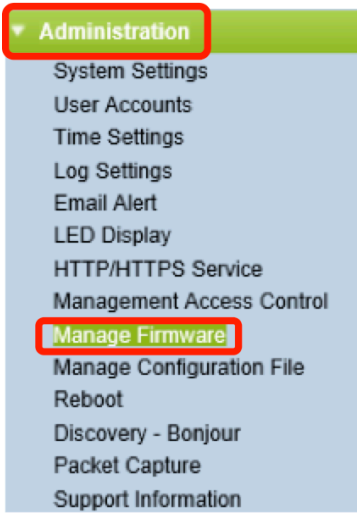 Administration
System Settings
User Accounts
Time Settings
Log Settings
Email Alert
LED Display
HTTP/HTTPS Service
Management Access Control
Manage Firmware
Manage Configuration File
Reboot
Discovery - Bonjour
Packet Capture
Support Information